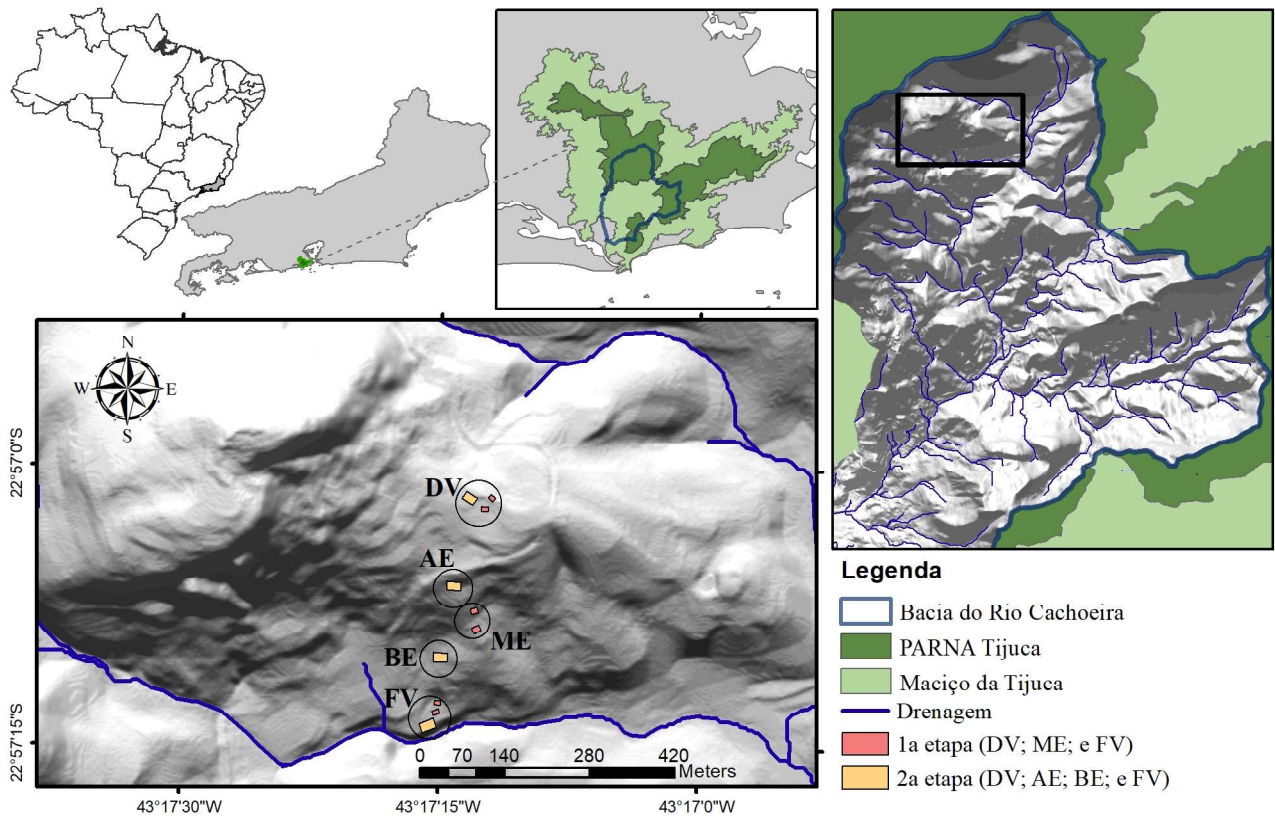 N
W E
S
22°57'0"S
22°57'15"S
DV
AE
ME
BE
FV
0 70 140 280 420
Meters
43°17'30"W 43°17'15"W 43°17'0"W
Legenda
Bacia do Rio Cachoeira
PARNA Tijuca
Maciço da Tijuca
Drenagem
1a etapa (DV; ME; e FV)
2a etapa (DV; AE; BE; e FV)